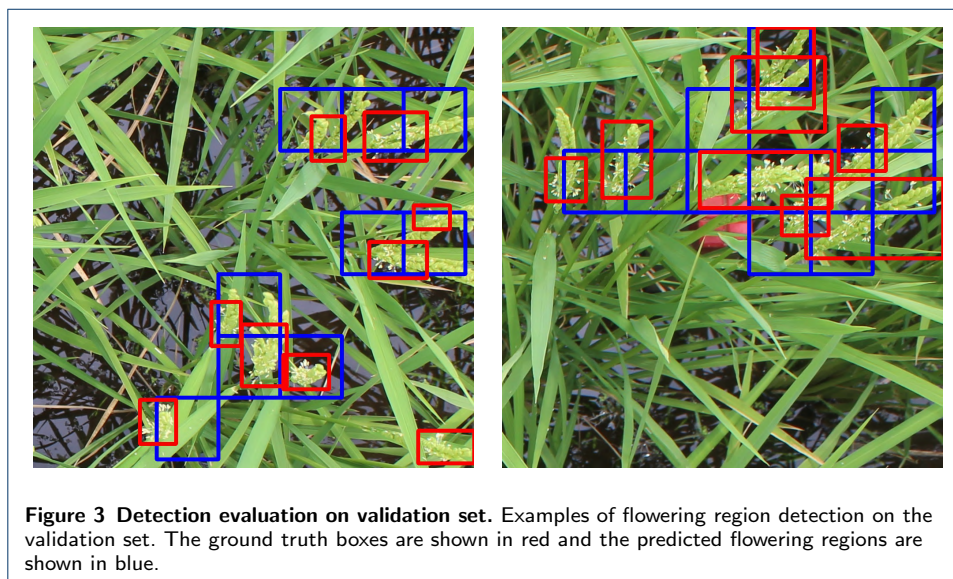 Figure 3 Detection evaluation on validation set. Examples of flowering region detection on the
validation set. The ground truth boxes are shown in red and the predicted flowering regions are
shown in blue.